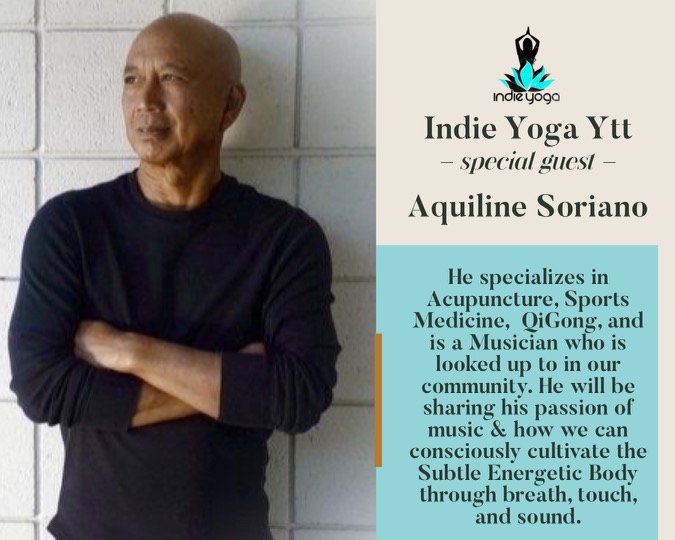 indie yoga
Indie Yoga Ytt
– special guest –
Aquiline Soriano
He specializes in
Acupuncture, Sports
Medicine, QiGong, and
is a Musician who is
looked up to in our
community. He will be
sharing his passion of
music & how we can
consciously cultivate the
Subtle Energetic Body
through breath, touch,
and sound.